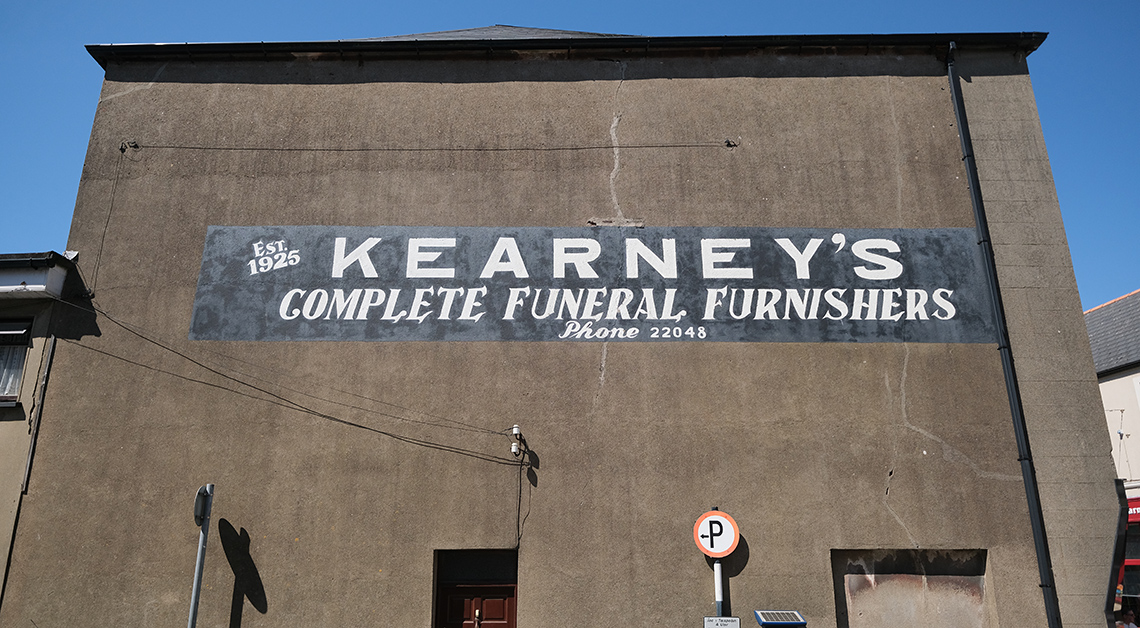 EST.
1925
KEARNEY'S
COMPLETE FUNERAL FURNISHERS
Phone 22048
P